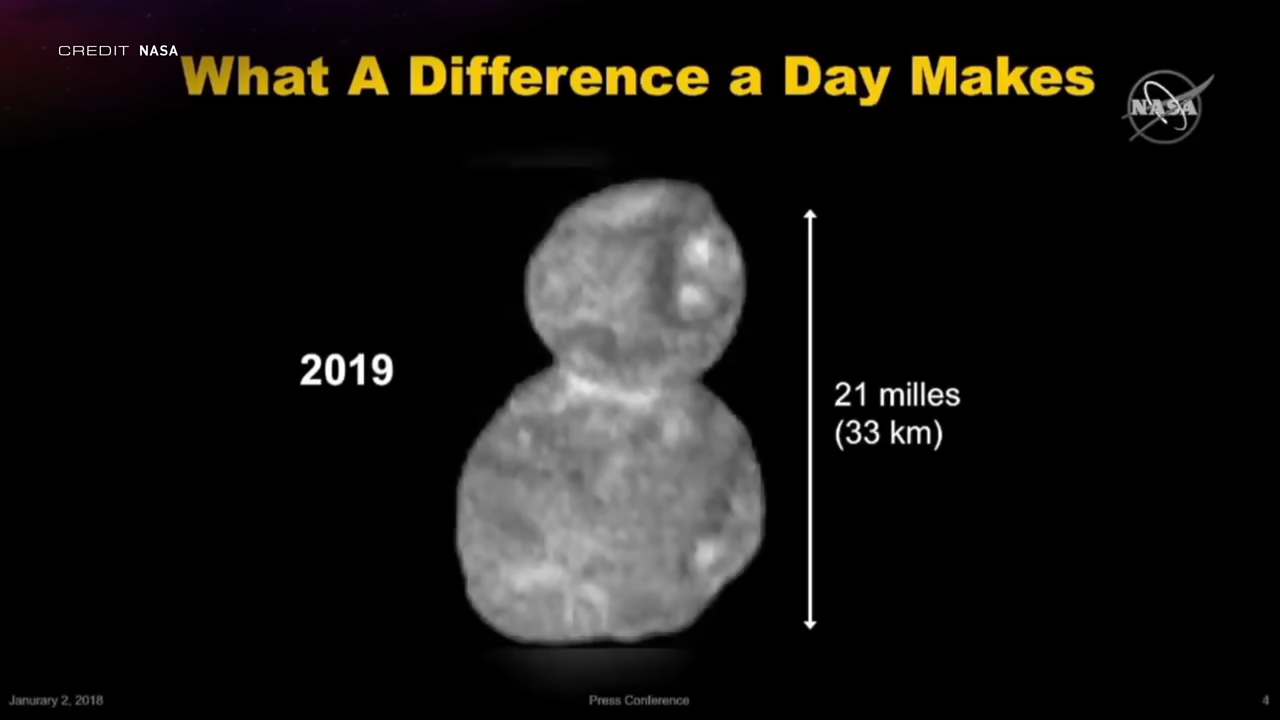 CREDIT NASA
What A Difference a Day Makes
NASA
2019
21 milles
(33 km)
Janurary 2, 2018
Press Conference
4